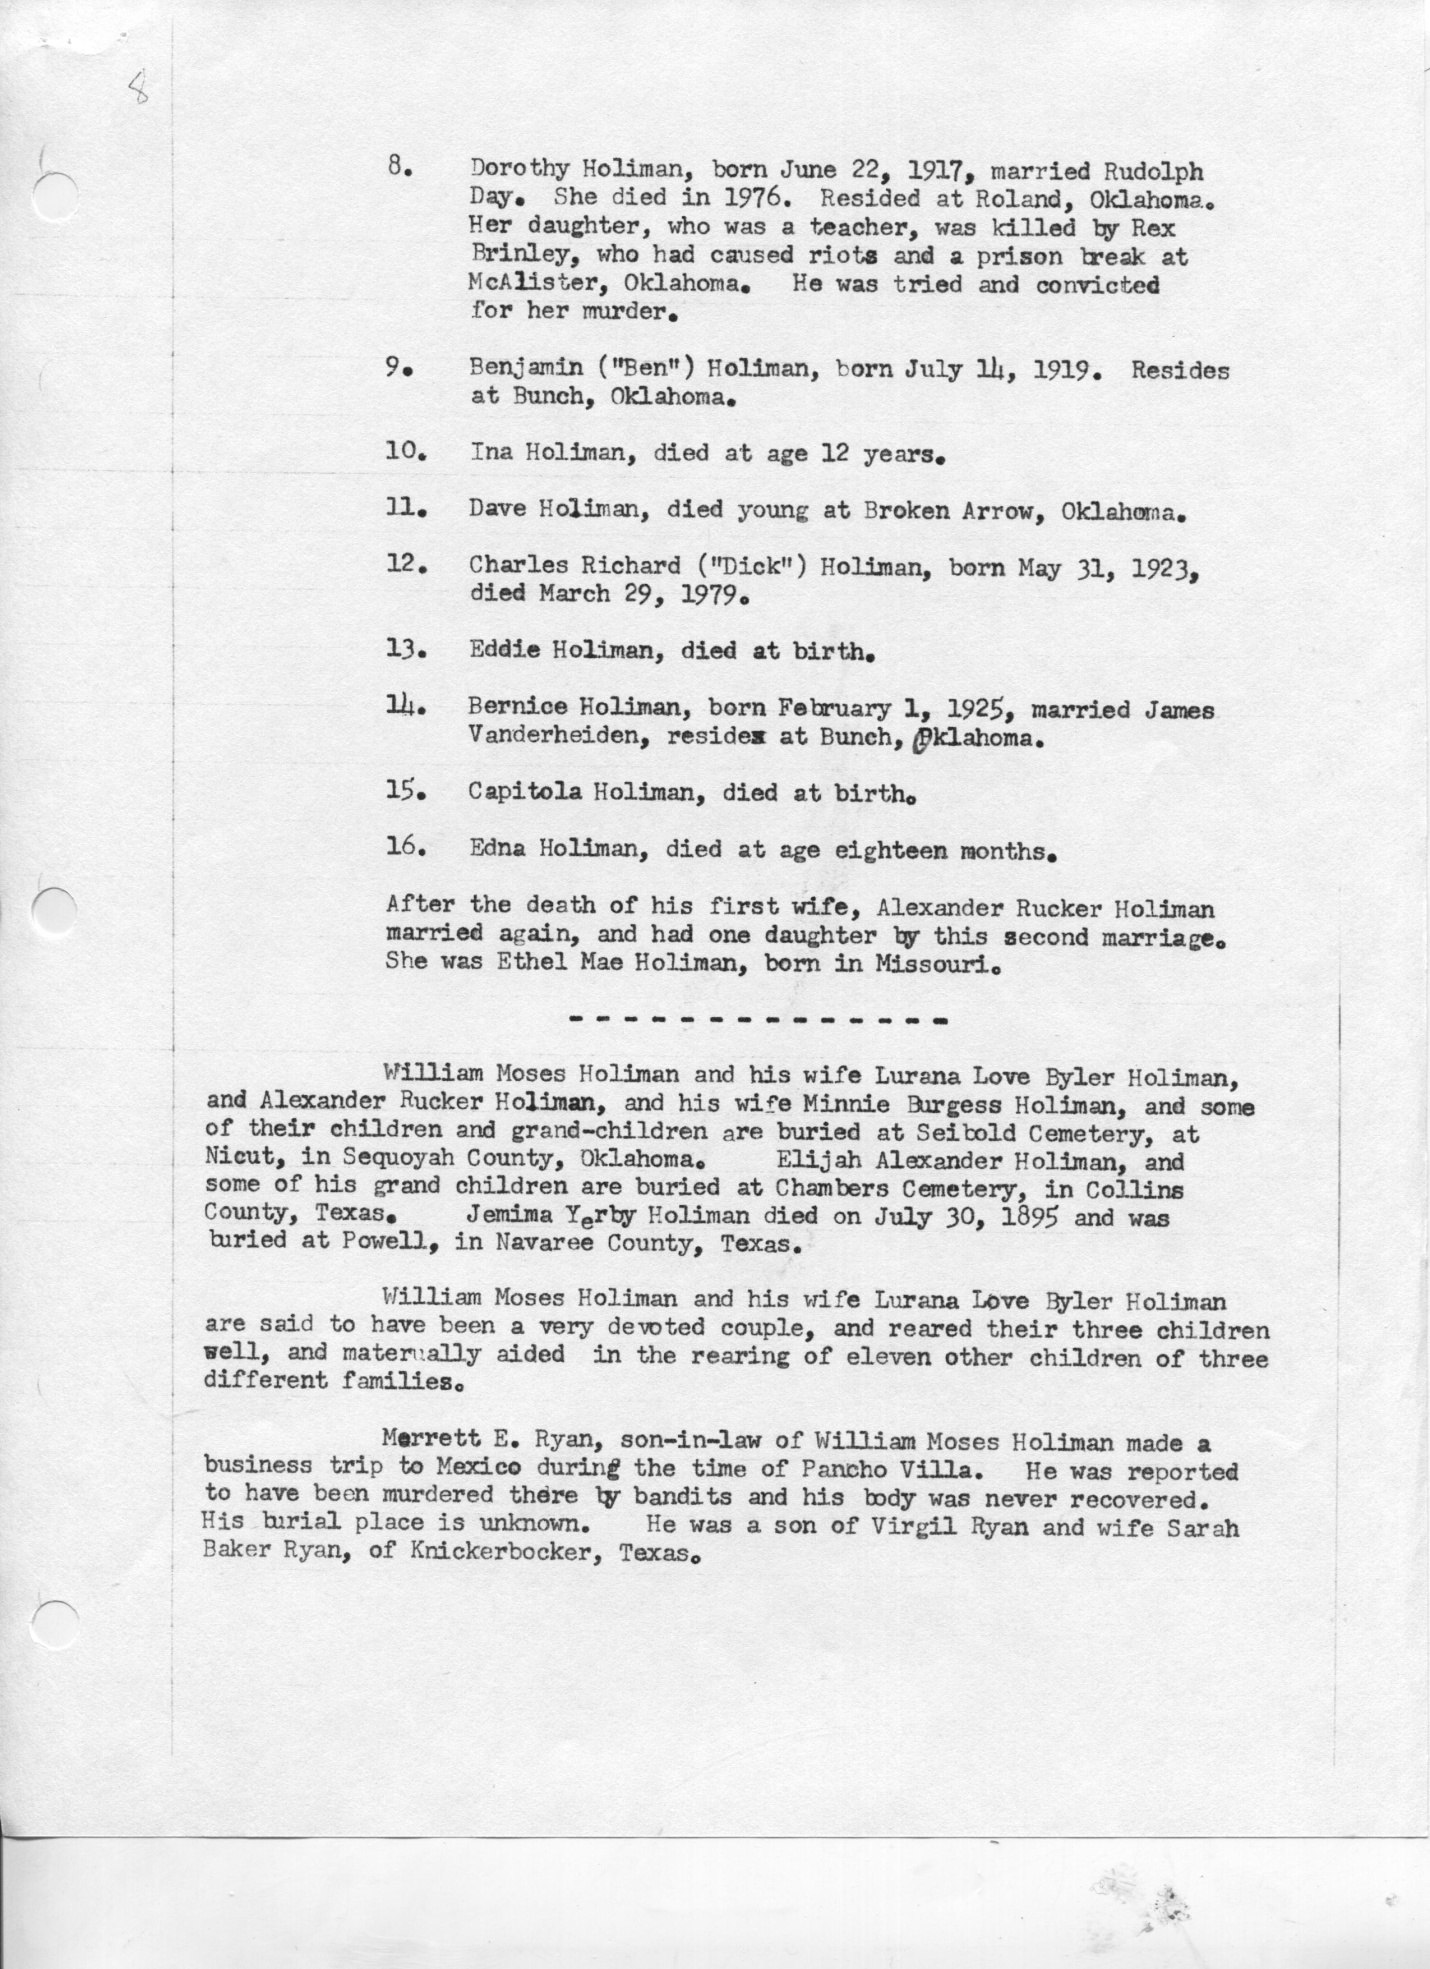 8
8. Dorothy Holiman, born June 22, 1917, married Rudolph
Day. She died in 1976. Resided at Roland, Oklahoma.
Her daughter, who was a teacher, was killed by Rex
Brinley, who had caused riots and a prison break at
McAlister, Oklahoma. He was tried and convicted
for her murder.
9. Benjamin ("Ben") Holiman, born July 14, 1919. Resides
at Bunch, Oklahoma.
10. Ina Holiman, died at age 12 years.
11. Dave Holiman, died young at Broken Arrow, Oklahoma.
12. Charles Richard ("Dick") Holiman, born May 31, 1923,
died March 29, 1979.
13. Eddie Holiman, died at birth.
14. Bernice Holiman, born February 1, 1925, married James
Vanderheiden, resides at Bunch, Oklahoma.
15. Capitola Holiman, died at birth.
16. Edna Holiman, died at age eighteen months.
After the death of his first wife, Alexander Rucker Holiman
married again, and had one daughter by this second marriage.
She was Ethel Mae Holiman, born in Missouri.
- - - - - - - - - - - - - -
William Moses Holiman and his wife Lurana Love Byler Holiman,
and Alexander Rucker Holiman, and his wife Minnie Burgess Holiman, and some
of their children and grand-children are buried at Seibold Cemetery, at
Nicut, in Sequoyah County, Oklahoma. Elijah Alexander Holiman, and
some of his grand children are buried at Chambers Cemetery, in Collins
County, Texas. Jemima Yerby Holiman died on July 30, 1895 and was
buried at Powell, in Navaree County, Texas.
William Moses Holiman and his wife Lurana Love Byler Holiman
are said to have been a very devoted couple, and reared their three children
well, and maternally aided in the rearing of eleven other children of three
different families.
Merrett E. Ryan, son-in-law of William Moses Holiman made a
business trip to Mexico during the time of Pancho Villa. He was reported
to have been murdered there by bandits and his body was never recovered.
His burial place is unknown. He was a son of Virgil Ryan and wife Sarah
Baker Ryan, of Knickerbocker, Texas.